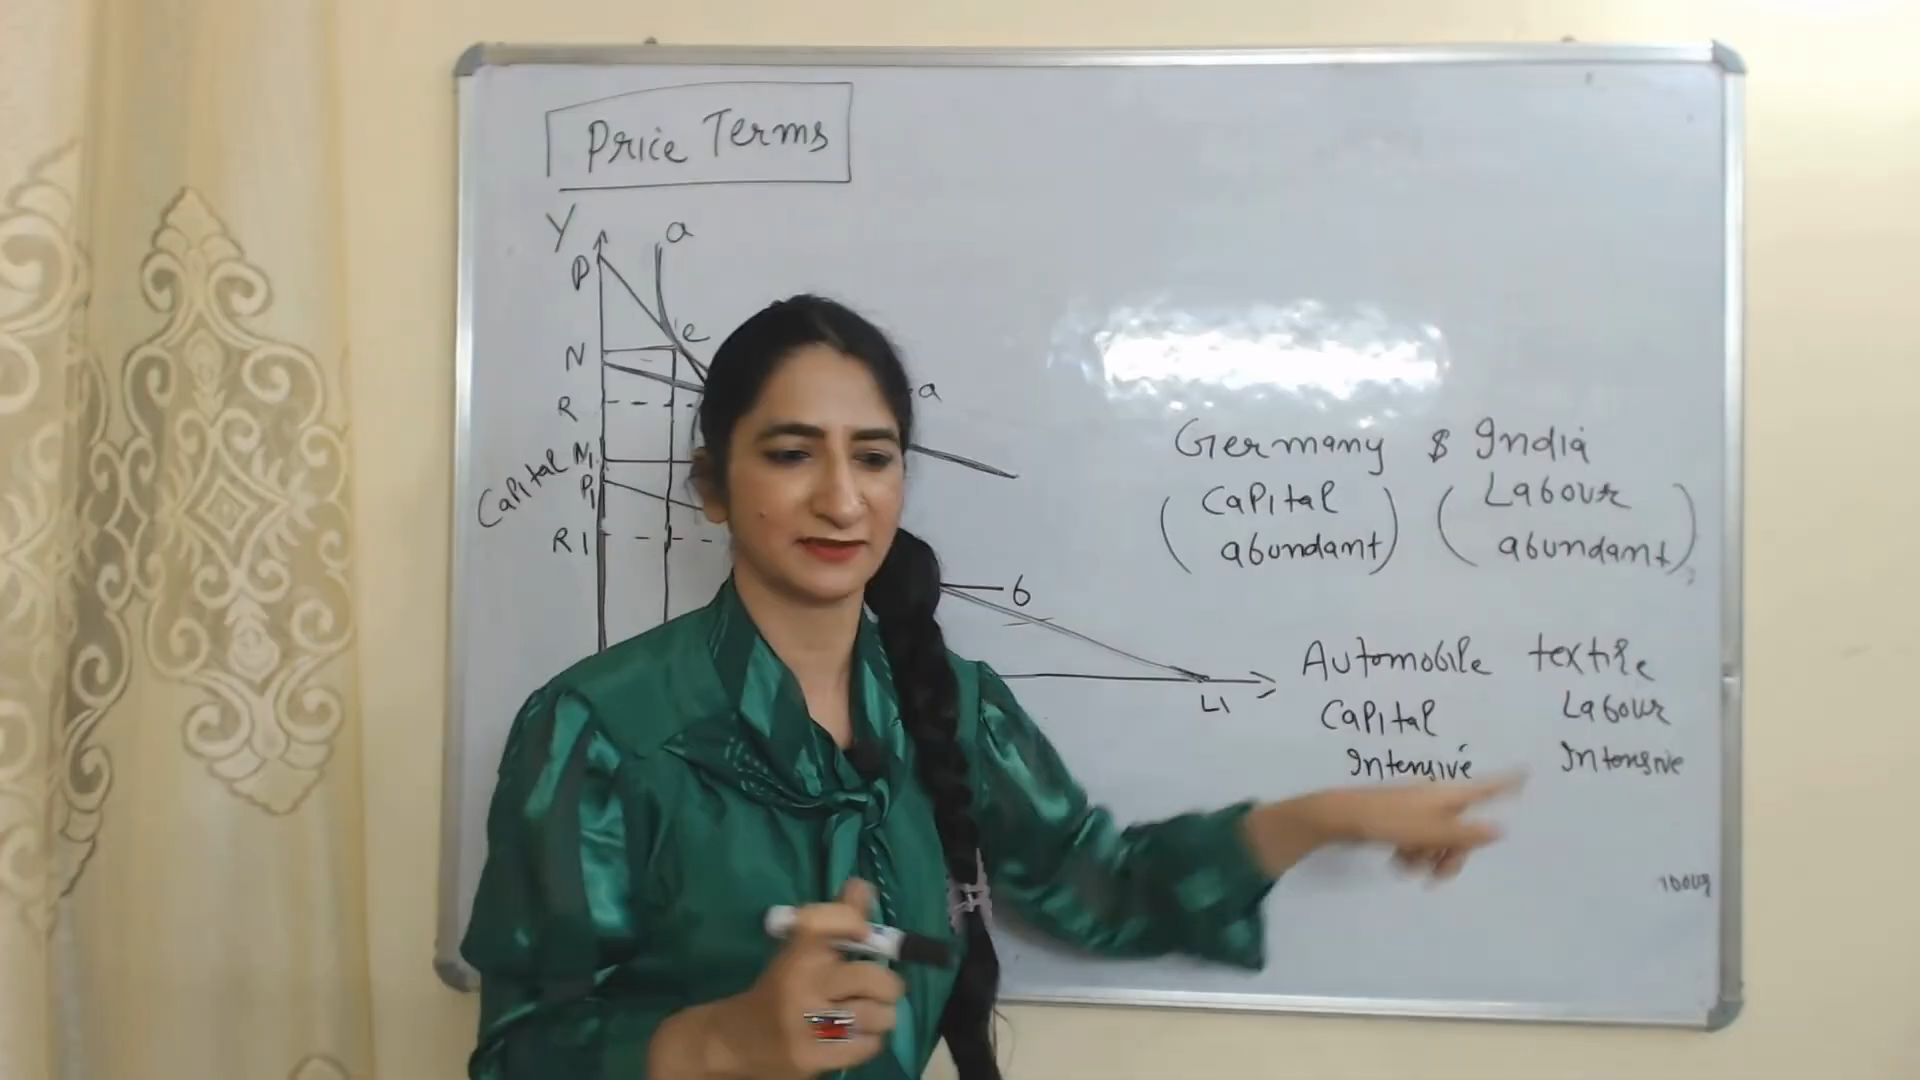 Price Terms
Y
a
P
e
N
R
a
Capital
N1
P1
R1
6
L1
Germany & India
(Capital abundant) (Labour abundant)
Automobile textile
Capital Labour
Intensive Intensive